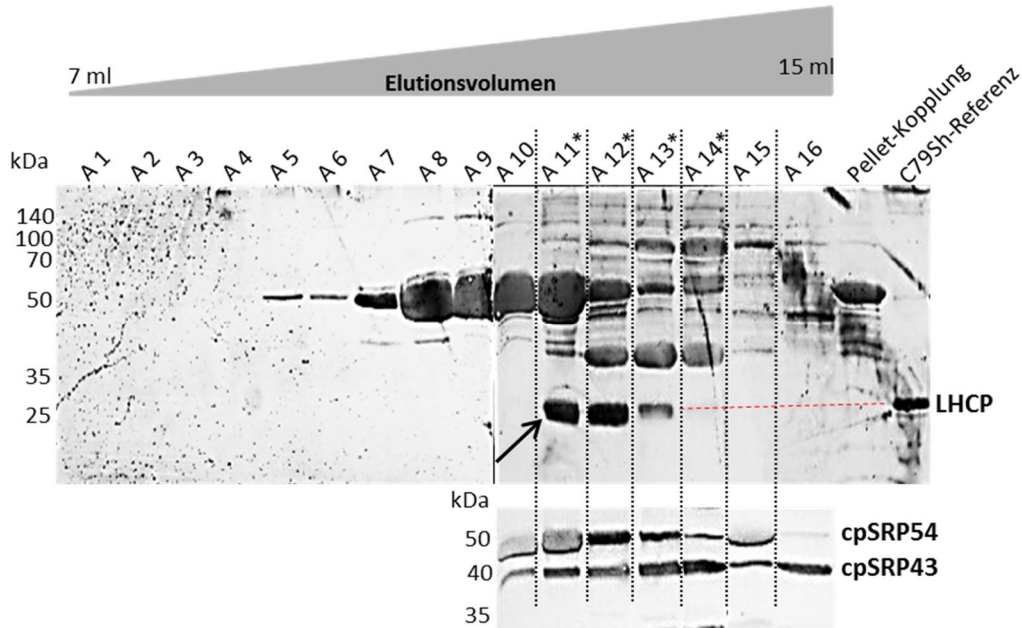 7 ml
Elutionsvolumen
15 ml
kDa
A 1
A 2
A 3
A 4
A 5
A 6
A 7
A 8
A 9
A 10
A 11*
A 12*
A 13*
A 14*
A 15
A 16
Pellet-Kopplung
C79Sh-Referenz
140
100
70
50
35
25
LHCP
kDa
50
cpSRP54
40
cpSRP43
35